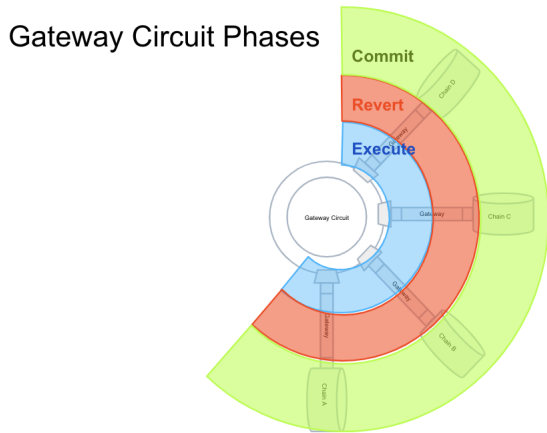 Gateway Circuit Phases
Commit
Chain D
Revert
Gateway
Execute
Gateway Circuit
Gateway
Chain C
Gateway
Chain B
Gateway
Chain A